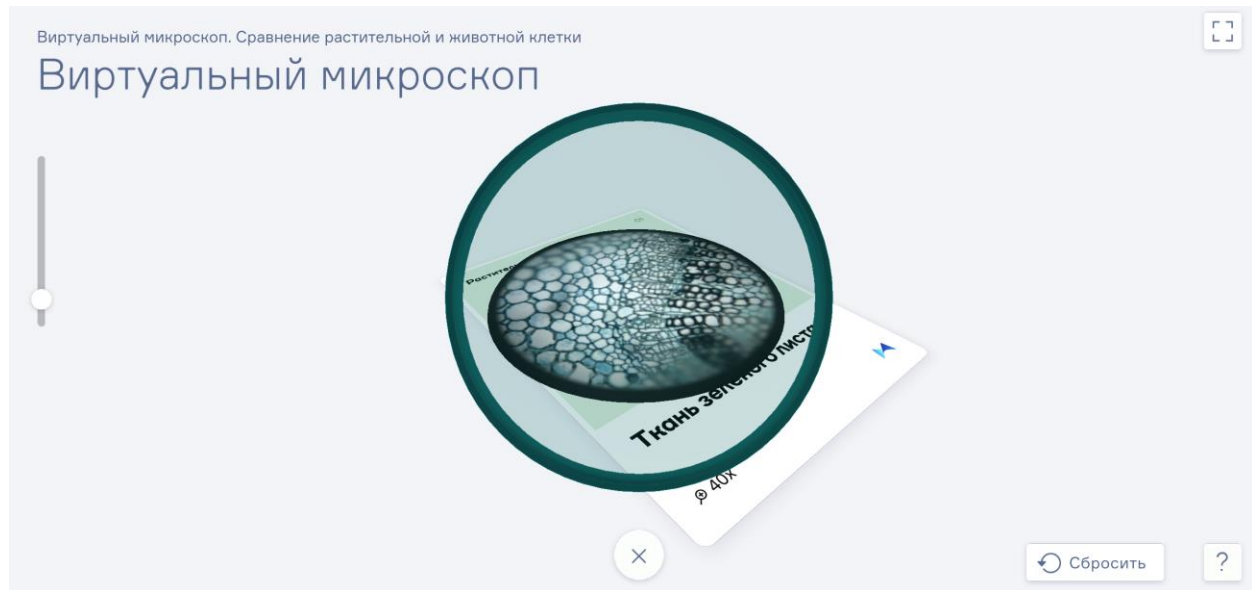 Виртуальный микроскоп. Сравнение растительной и животной клетки
Виртуальный микроскоп
Ткань зеленого листа
40x
Сбросить
?